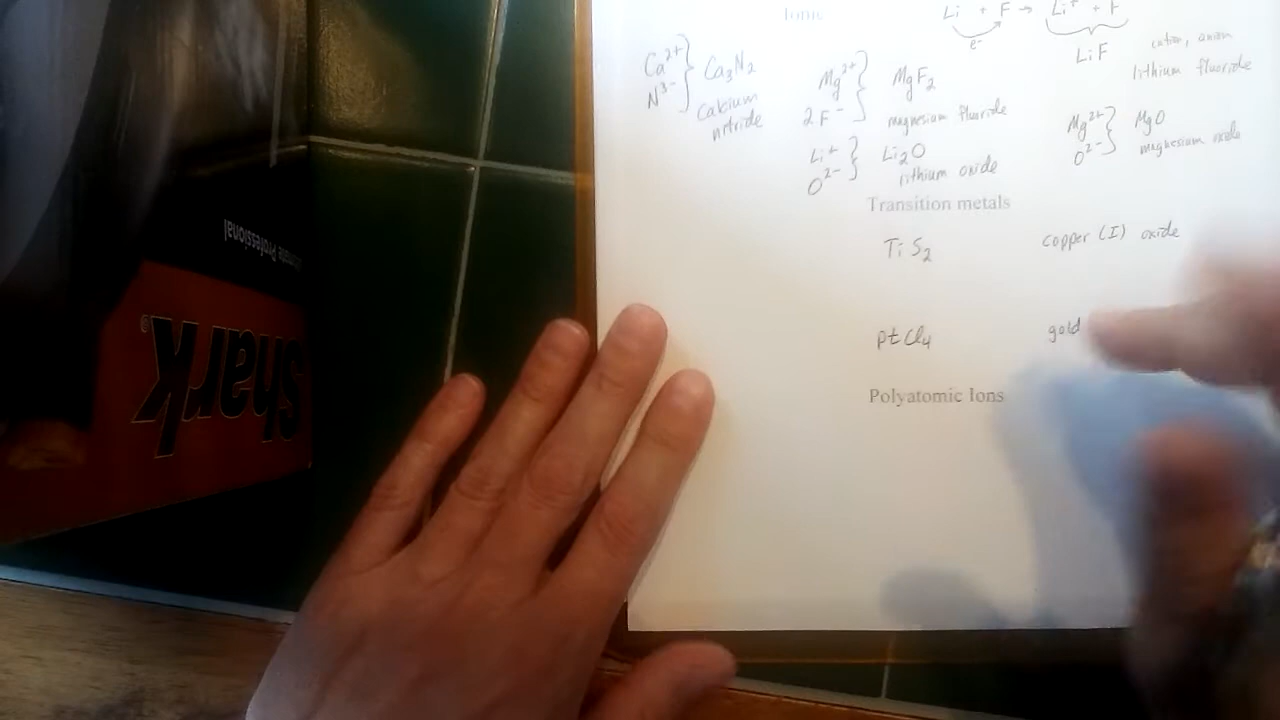 Ionic
Li + F → Li⁺ + F
e⁻
LiF
cation, anion
lithium fluoride
Ca²⁺
N³⁻
Ca₃N₂
Calcium
nitride
Mg²⁺
2F⁻
MgF₂
magnesium fluoride
Mg²⁺
O²⁻
MgO
magnesium oxide
Li⁺
O²⁻
Li₂O
lithium oxide
Transition metals
TiS₂
copper (I) oxide
ptCl₄
gold
Polyatomic Ions
Professional
Shark®